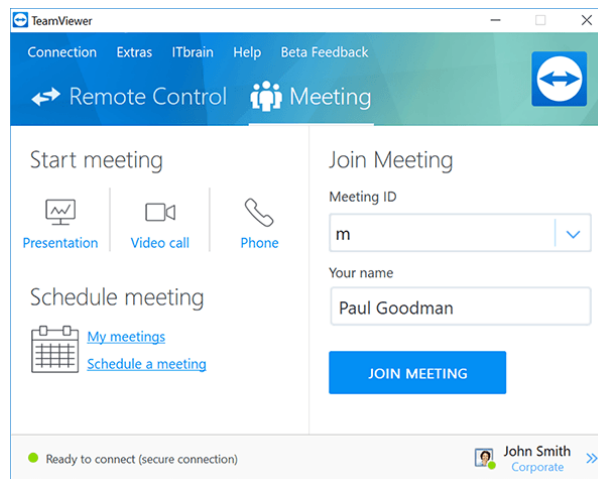 TeamViewer
Connection Extras ITbrain Help Beta Feedback
Remote Control Meeting
Start meeting
Presentation Video call Phone
Schedule meeting
My meetings
Schedule a meeting
Join Meeting
Meeting ID
m
Your name
Paul Goodman
JOIN MEETING
Ready to connect (secure connection)
John Smith
Corporate